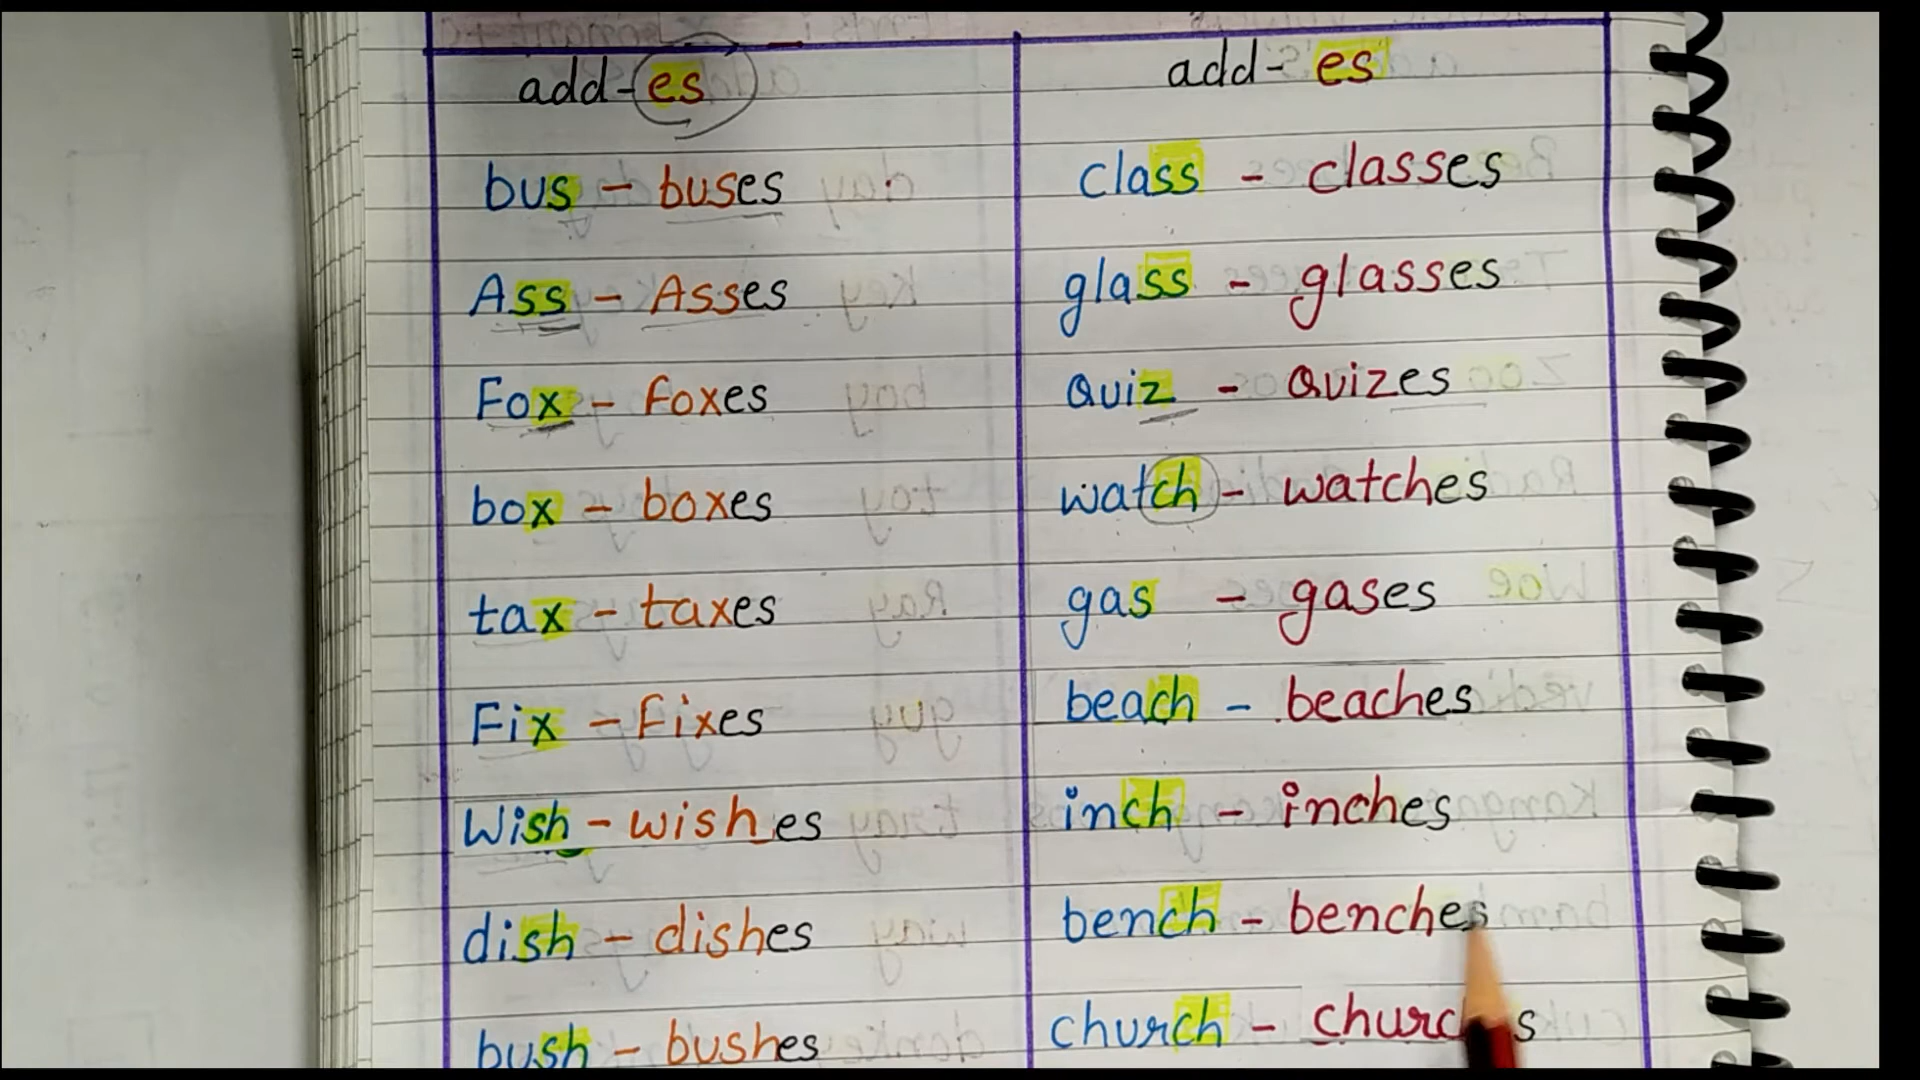 add-es
bus - buses
Ass - Asses
Fox - Foxes
box - boxes
tax - taxes
Fix - Fixes
Wish - wishes
dish - dishes
bush - bushes
add- es
class - classes
glass - glasses
Quiz - Quizes
watch - watches
gas - gases
beach - beaches
inch - inches
bench - benches
church -